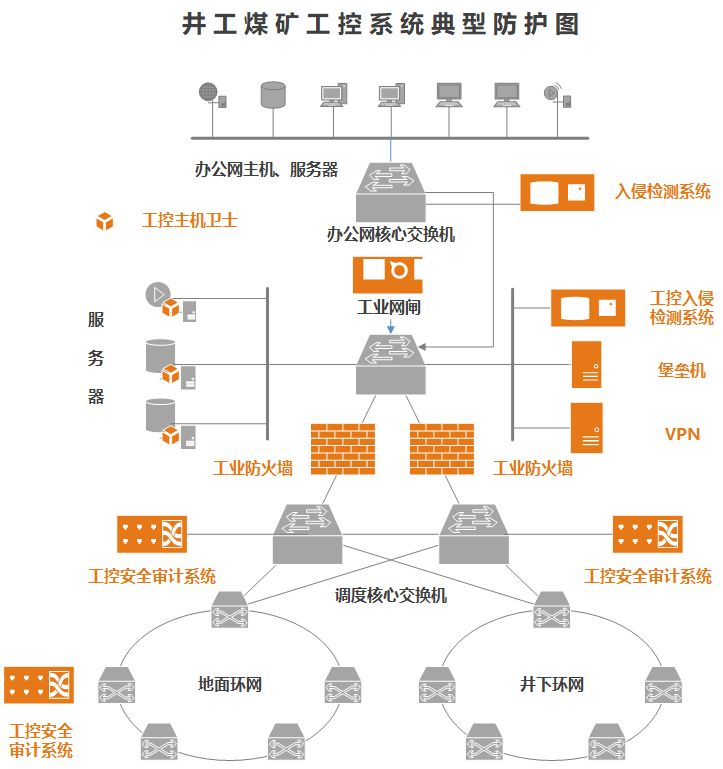 井工煤矿工控系统典型防护图
办公网主机、服务器
入侵检测系统
工控主机卫士
办公网核心交换机
工业网闸
工控入侵
检测系统
服
务
器
堡垒机
VPN
工业防火墙
工业防火墙
工控安全审计系统
工控安全审计系统
调度核心交换机
地面环网
井下环网
工控安全
审计系统